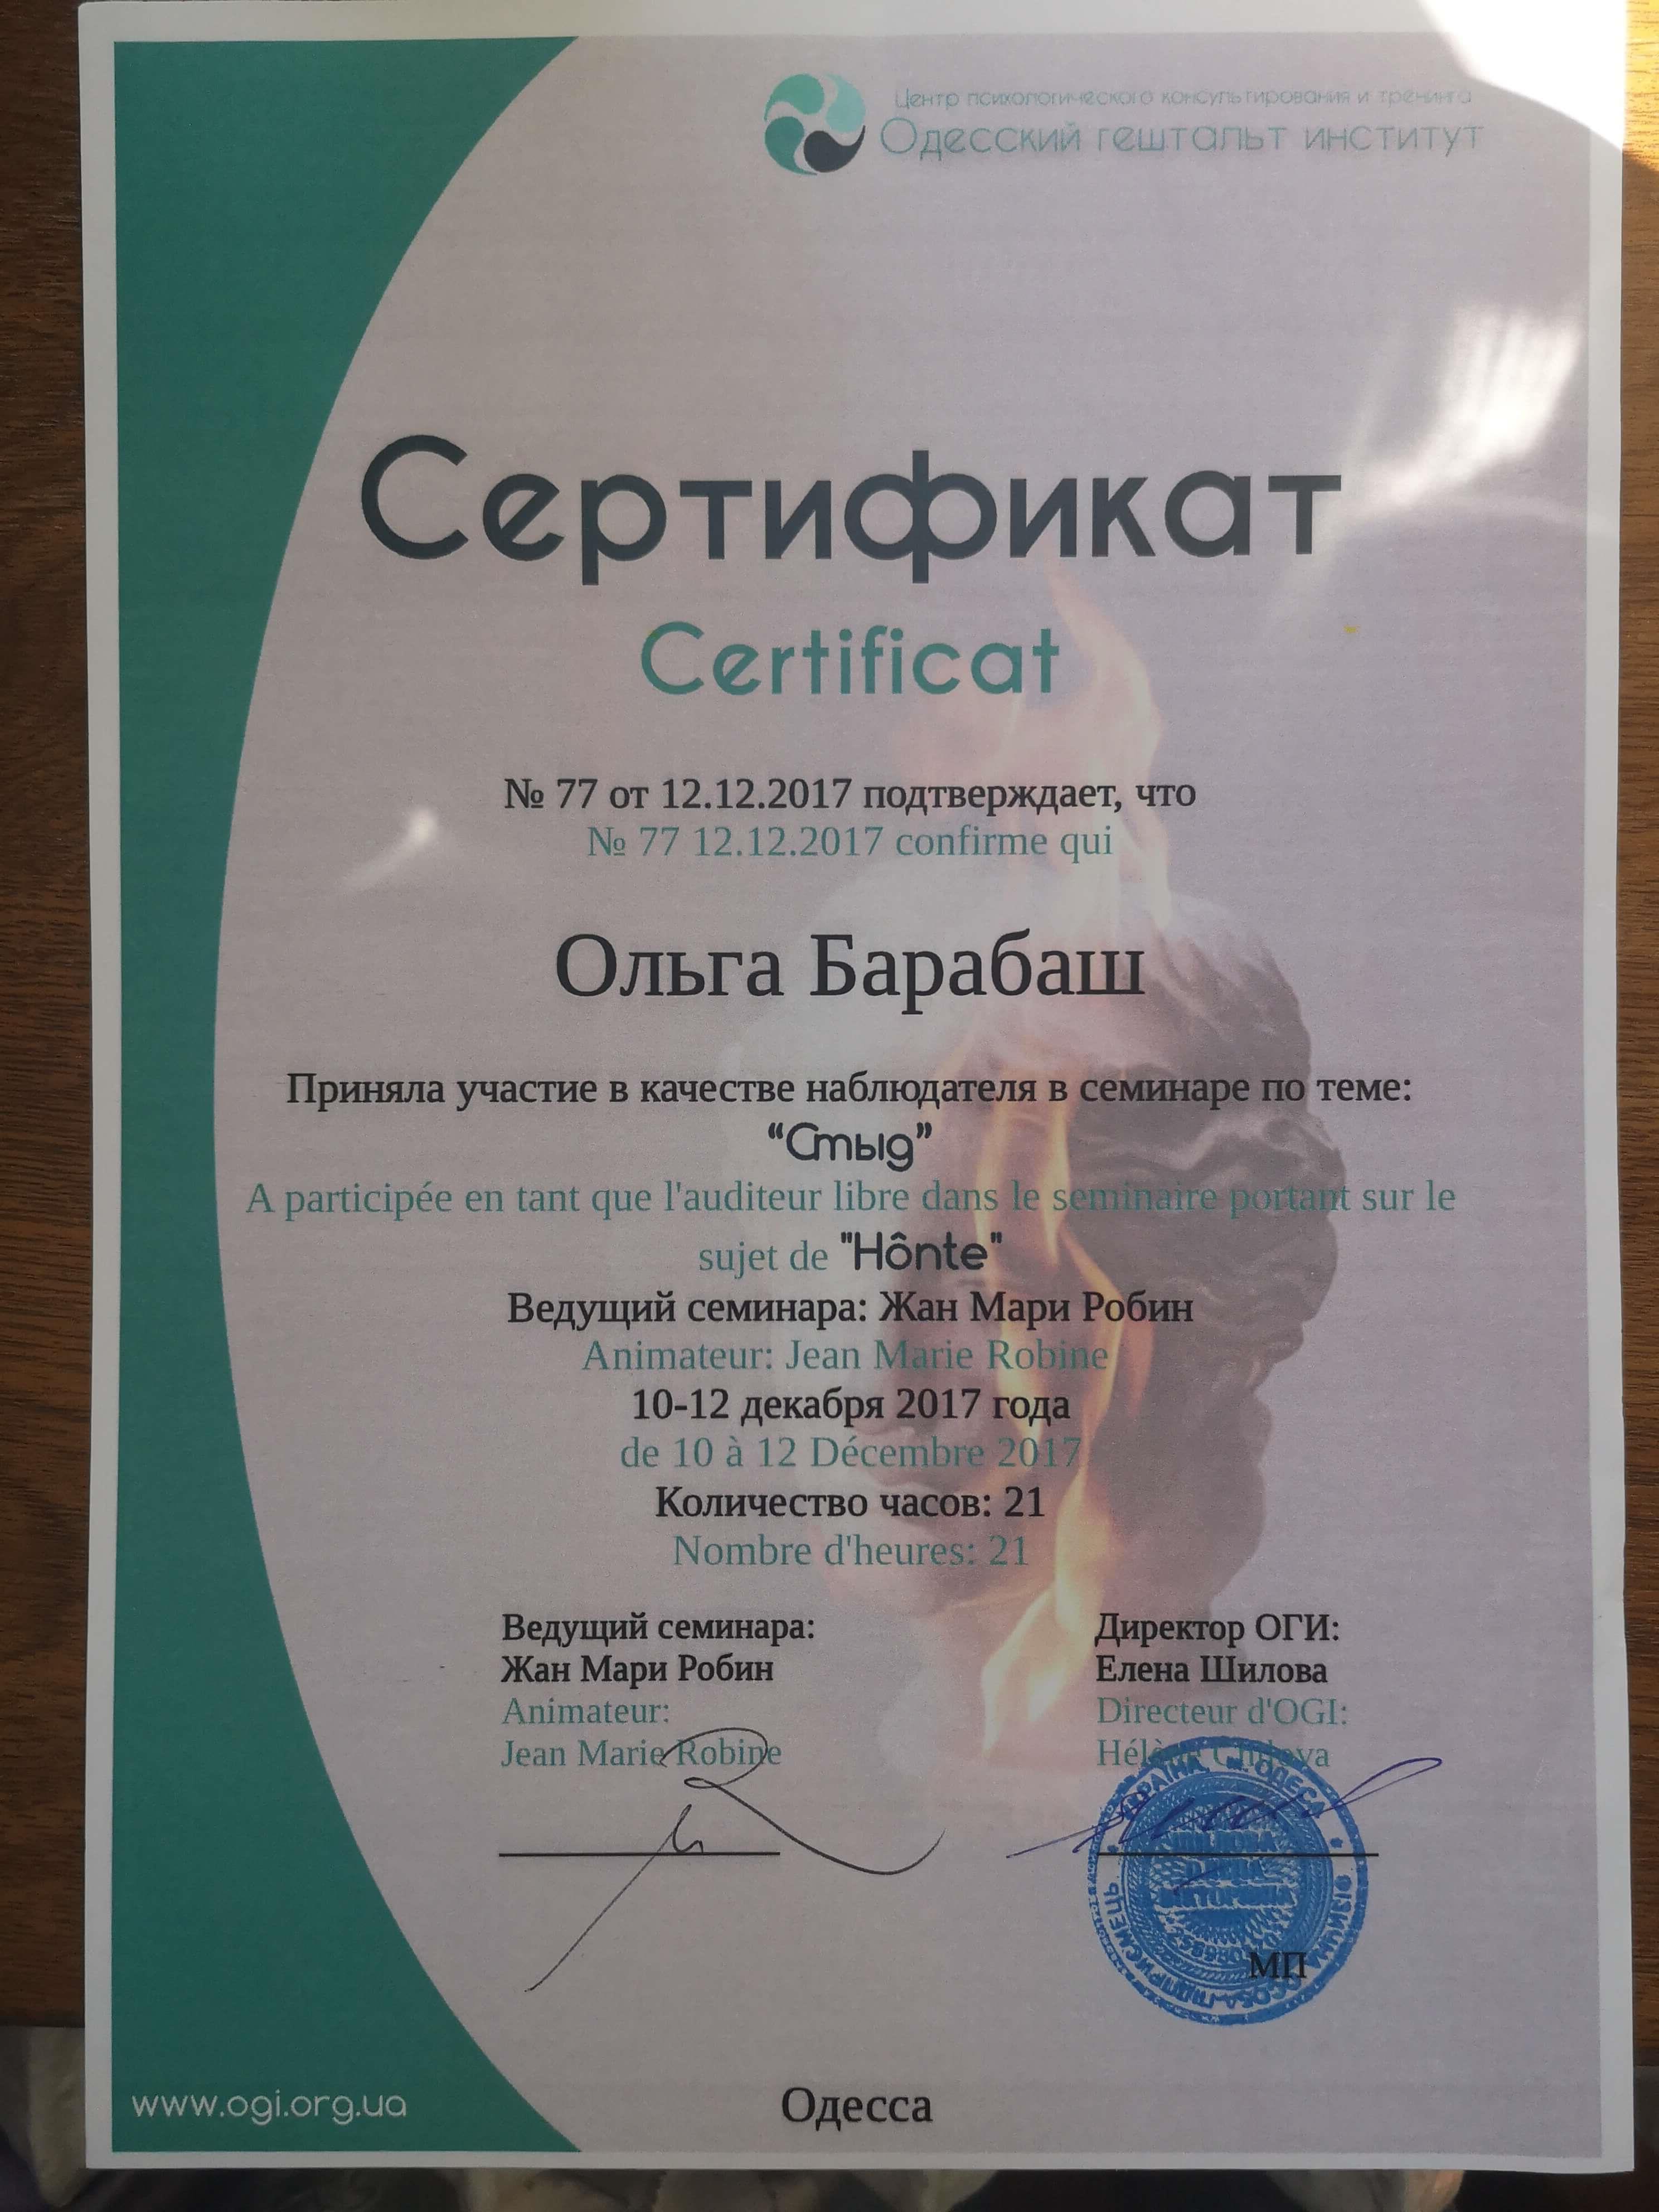 Центр психологического консультирования и тренинга
Одесский гештальт институт
Сертификат
Certificat
№ 77 от 12.12.2017 подтверждает, что
№ 77 12.12.2017 confirme qui
Ольга Барабаш
Приняла участие в качестве наблюдателя в семинаре по теме:
“Стыд”
A participée en tant que l'auditeur libre dans le seminaire portant sur le
sujet de "Hônte"
Ведущий семинара: Жан Мари Робин
Animateur: Jean Marie Robine
10-12 декабря 2017 года
de 10 à 12 Décembre 2017
Количество часов: 21
Nombre d'heures: 21
Ведущий семинара:
Жан Мари Робин
Animateur:
Jean Marie Robine
Директор ОГИ:
Елена Шилова
Directeur d'OGI:
МП
www.ogi.org.ua
Одесса